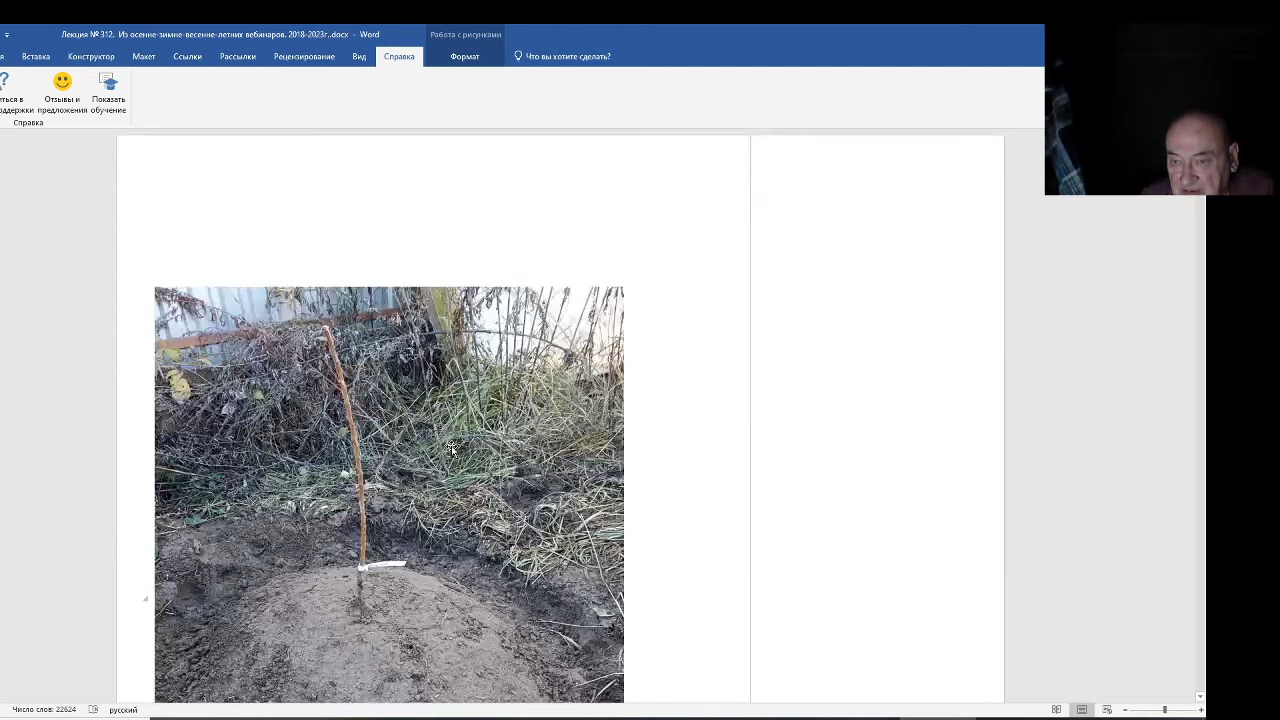 Лекция № 312. Из осенне-зимне-весенне-летних вебинаров. 2018-2023г..docx - Word
Работа с рисунками
Вставка Конструктор Макет Ссылки Рассылки Рецензирование Вид Справка Формат Что вы хотите сделать?
Отзывы и предложения
Показать обучение
Справка
Число слов: 22624 русский